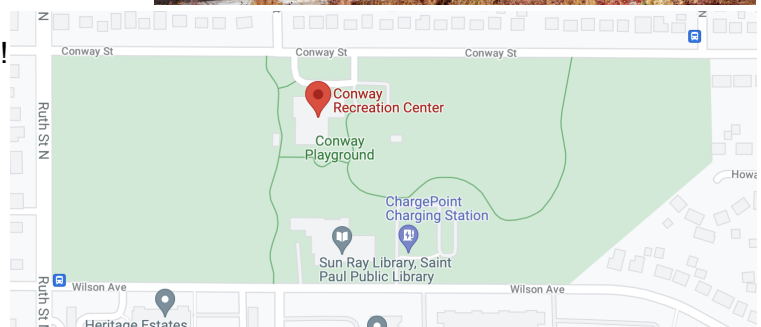 !
N
N
Conway St
Conway St
Conway St
Ruth St N
Conway
Recreation Center
Conway
Playground
Howa
ChargePoint
Charging Station
Sun Ray Library, Saint
Paul Public Library
Ruth St N
Wilson Ave
Wilson Ave
Heritage Estates